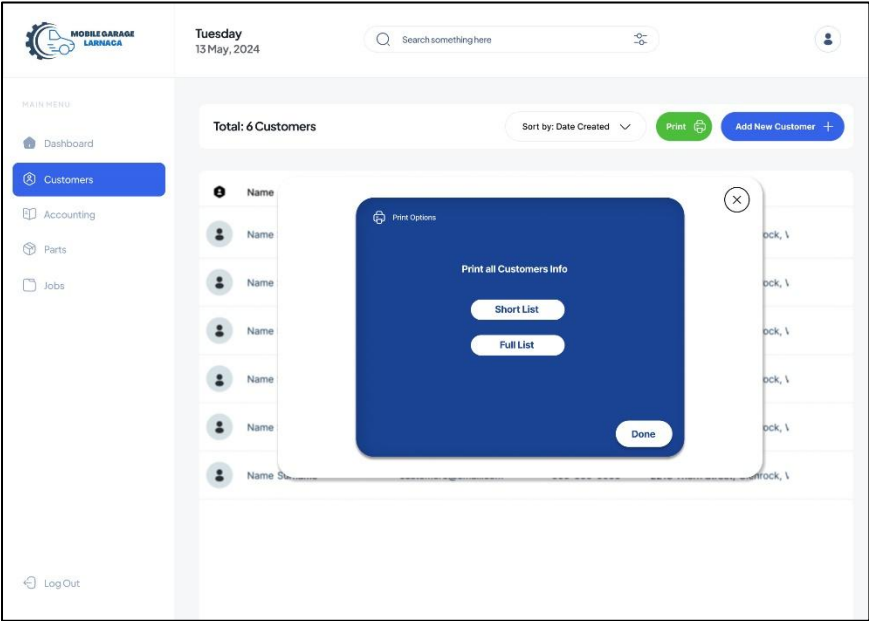 MOBILE GARAGE
LARNACA
Tuesday
13 May, 2024
Search something here
MAIN MENU
Dashboard
Customers
Accounting
Parts
Jobs
Log Out
Total: 6 Customers
Sort by: Date Created
Print
Add New Customer
Name
Name
ock, \
Name
ock, \
Name
ock, \
Name
ock, \
Name
ock, \
Name
rock, \
Print Options
Print all Customers Info
Short List
Full List
Done